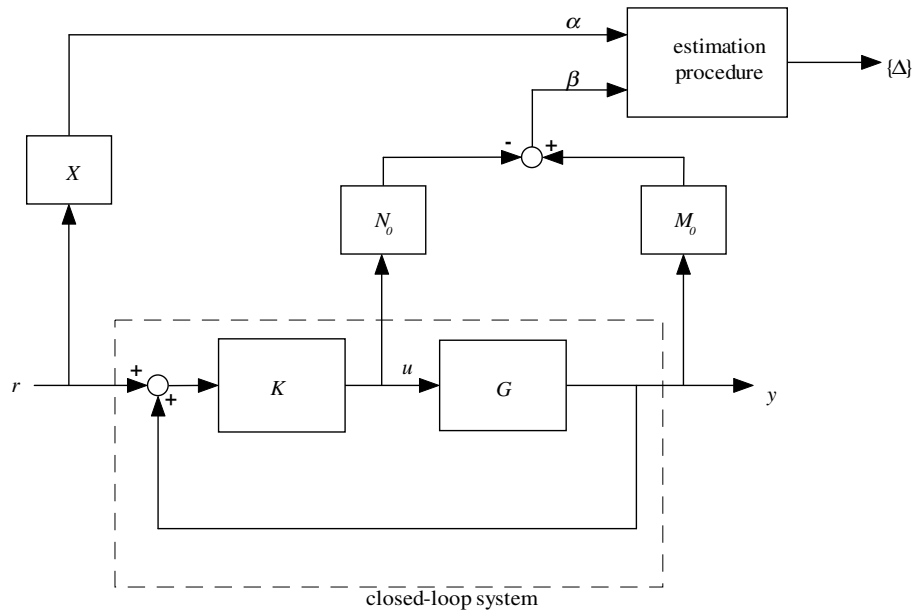 α
estimation
procedure
{Δ}
β
- +
X
N₀
M₀
r
+
+
K
u
G
y
closed-loop system